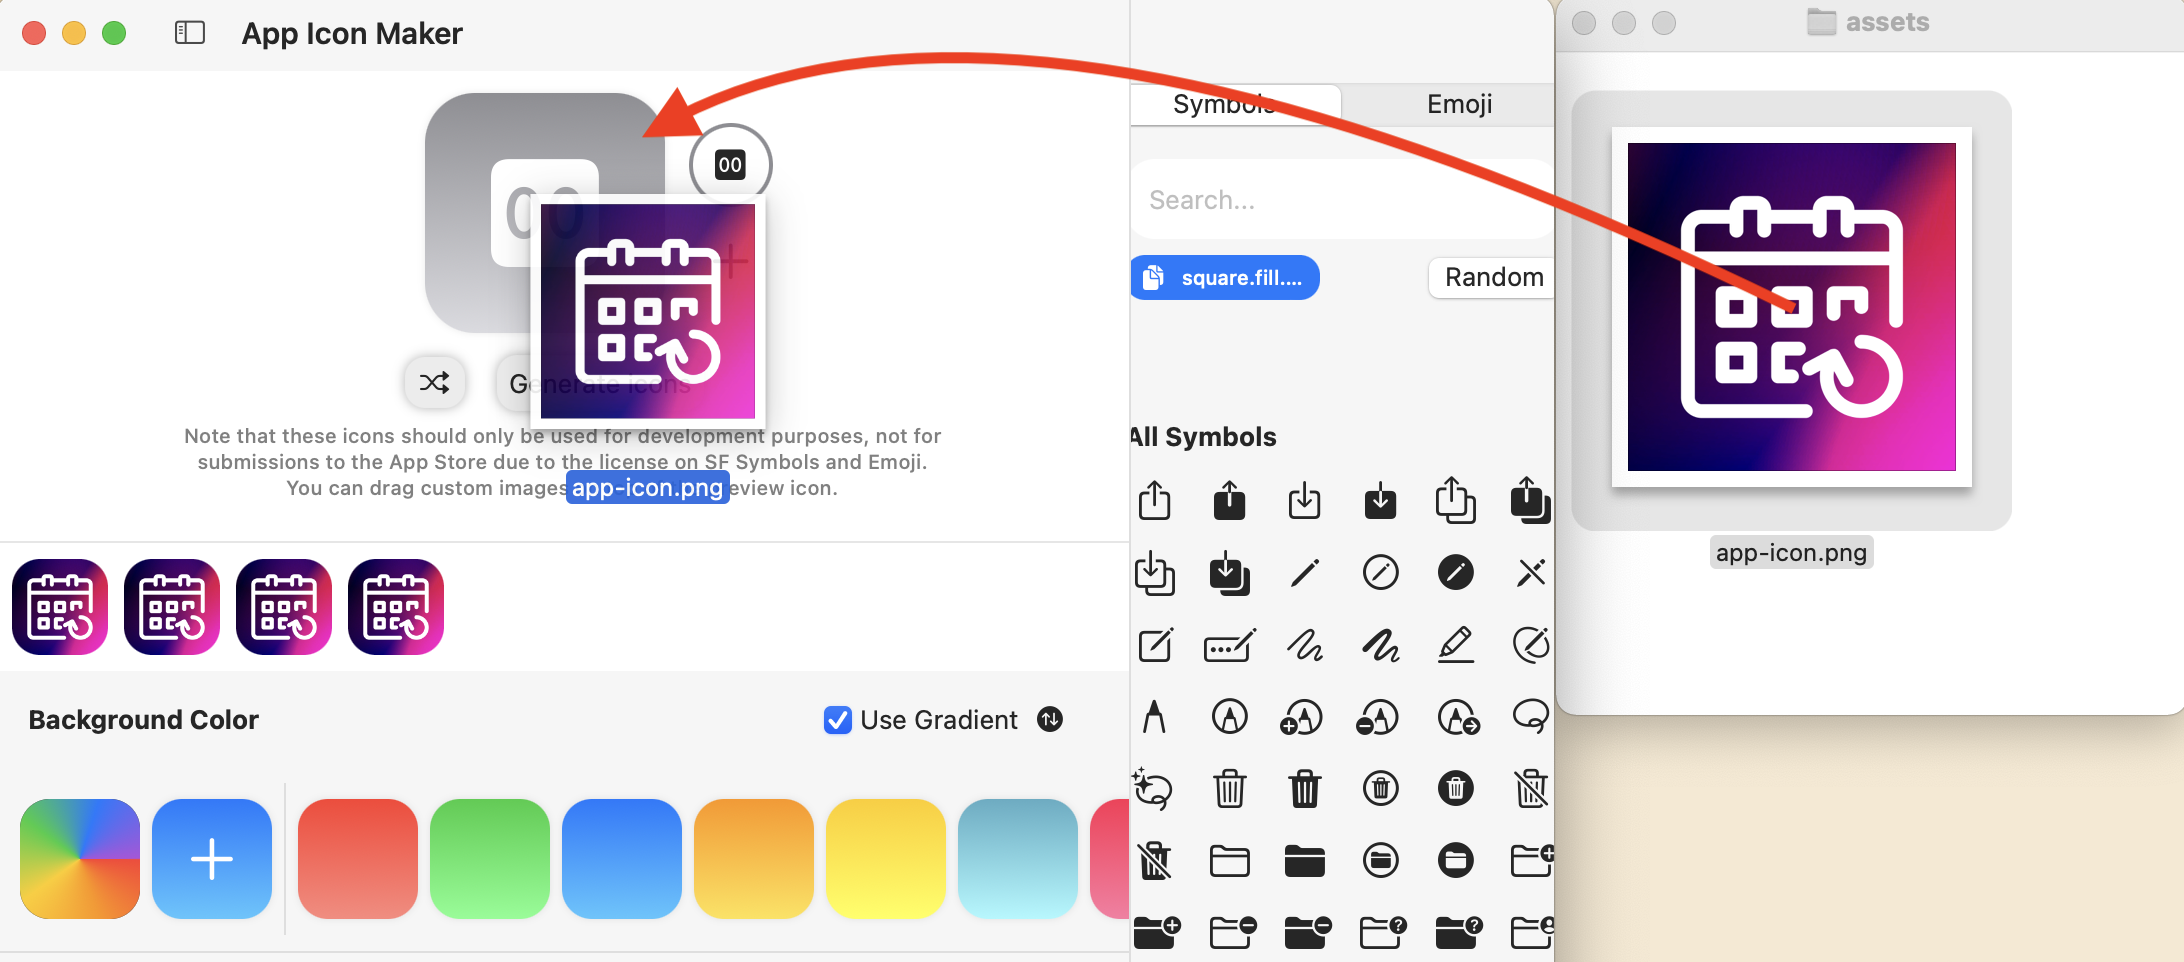 App Icon Maker
assets
Symbols
Emoji
00
00
Search...
square.fill....
Random
Generate icons
Note that these icons should only be used for development purposes, not for
submissions to the App Store due to the license on SF Symbols and Emoji.
You can drag custom images eview icon.
app-icon.png
All Symbols
app-icon.png
Background Color
Use Gradient